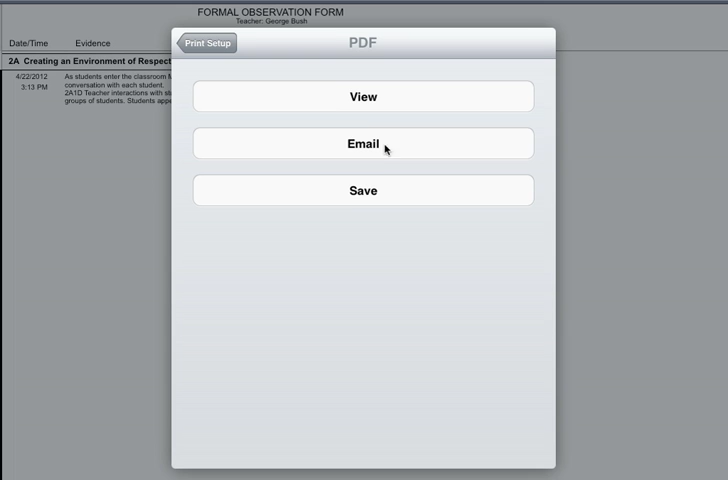 FORMAL OBSERVATION FORM
Teacher: George Bush
Date/Time Evidence
2A Creating an Environment of Respect
4/22/2012
3:13 PM
As students enter the classroom
conversation with each student.
2A1D Teacher interactions with
groups of students. Students
Print Setup
PDF
View
Email
Save